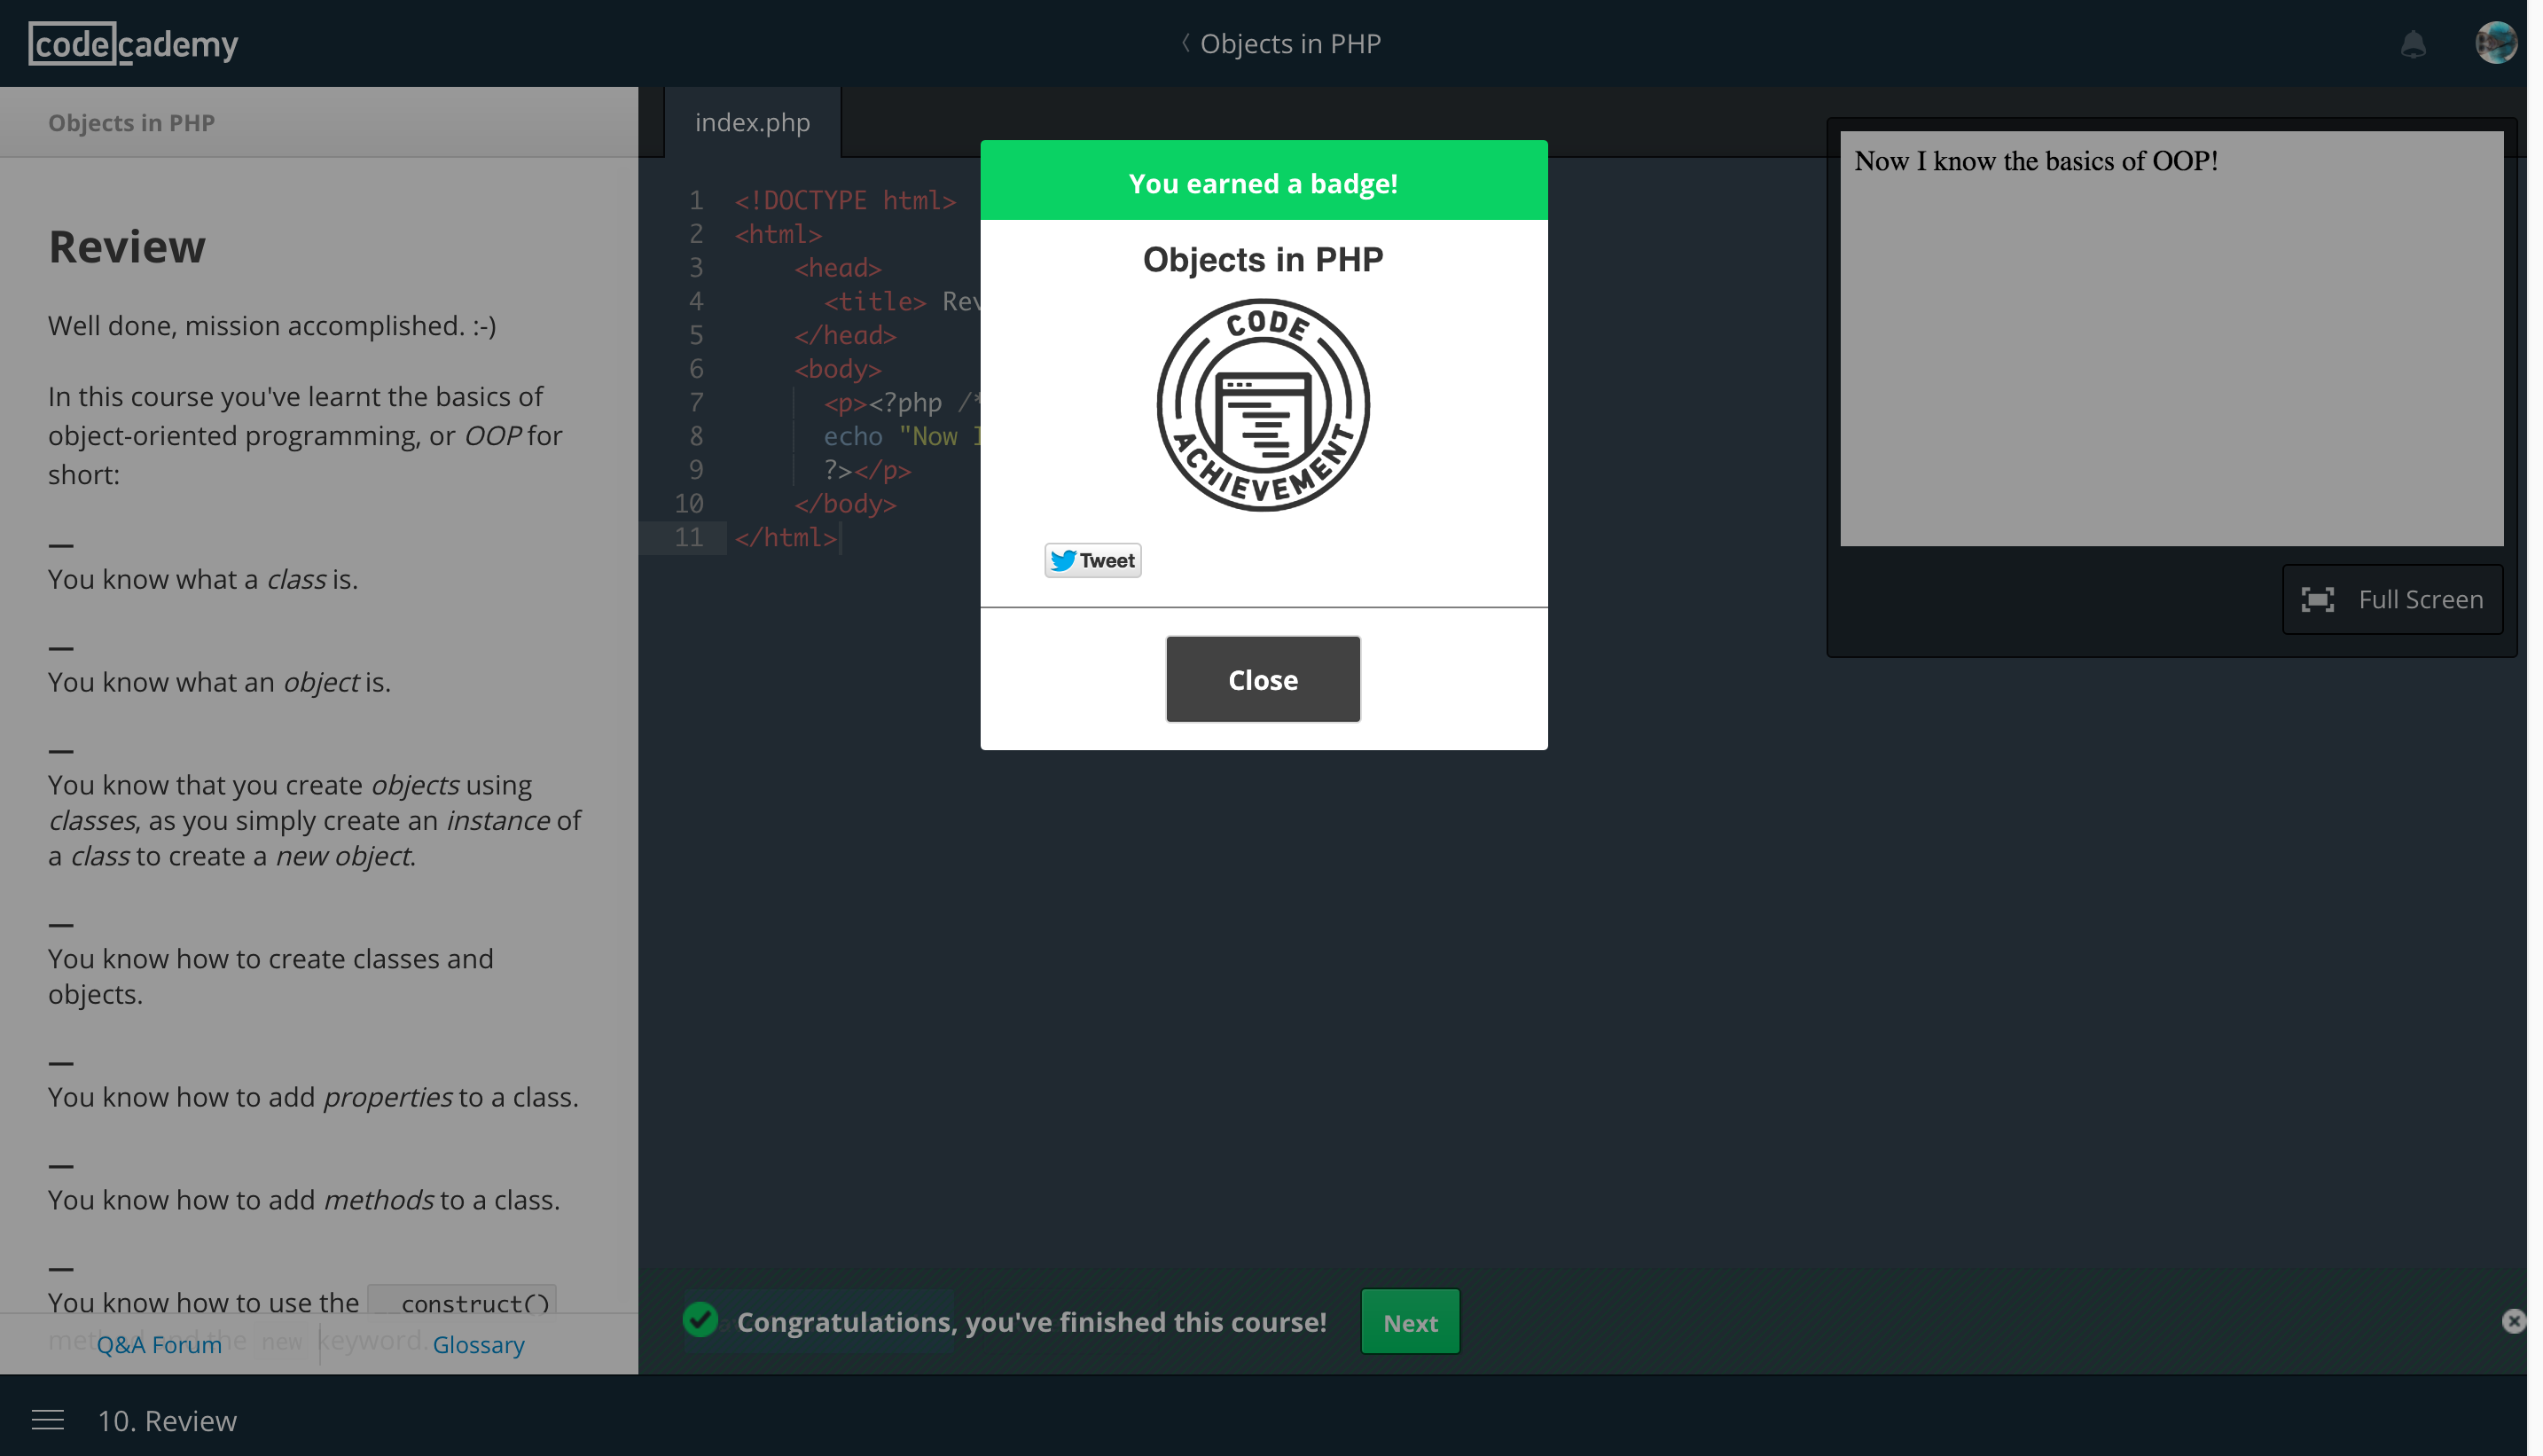 codecademy
Objects in PHP
Objects in PHP
Review
Well done, mission accomplished. :-)
In this course you've learnt the basics of
object-oriented programming, or OOP for
short:
—
You know what a class is.
—
You know what an object is.
—
You know that you create objects using
classes, as you simply create an instance of
a class to create a new object.
—
You know how to create classes and
objects.
—
You know how to add properties to a class.
—
You know how to add methods to a class.
—
You know how to use the __construct()
method and the new keyword.
Q&A Forum
Glossary
index.php
1 <!DOCTYPE html>
2 <html>
3 <head>
4 <title> Rev
5 </head>
6 <body>
7 <p><?php /*
8 echo "Now I
9 ?></p>
10 </body>
11 </html>
You earned a badge!
Objects in PHP
CODE
ACHIEVEMENT
Tweet
Close
Now I know the basics of OOP!
Full Screen
Congratulations, you've finished this course!
Next
10. Review